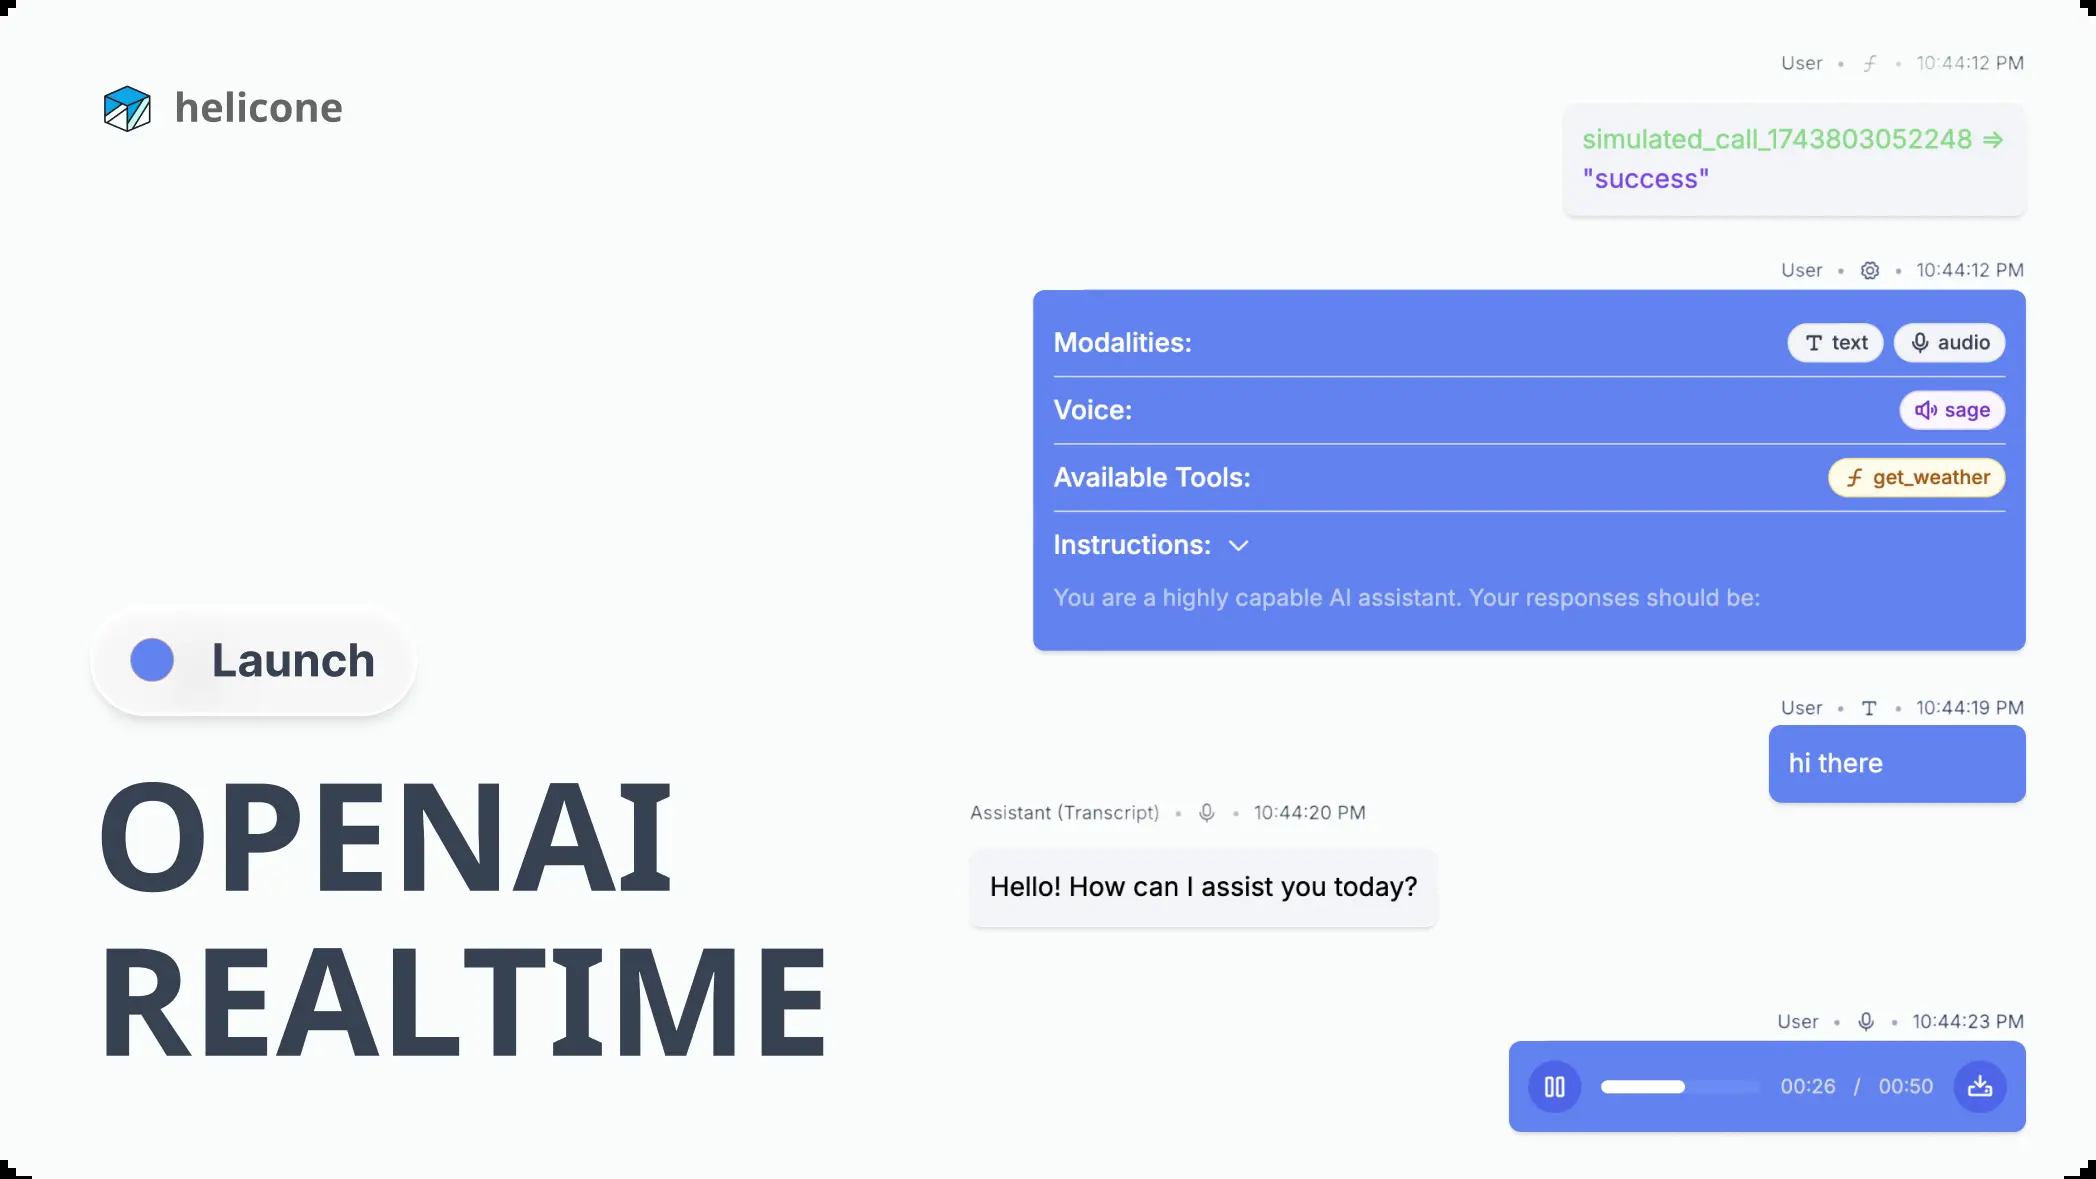 helicone
Launch
OPENAI
REALTIME
User • f • 10:44:12 PM
simulated_call_1743803052248 ⇒
"success"
User • • 10:44:12 PM
Modalities: text audio
Voice: sage
Available Tools: f get_weather
Instructions:
You are a highly capable AI assistant. Your responses should be:
User • T • 10:44:19 PM
hi there
Assistant (Transcript) • • 10:44:20 PM
Hello! How can I assist you today?
User • • 10:44:23 PM
00:26 / 00:50